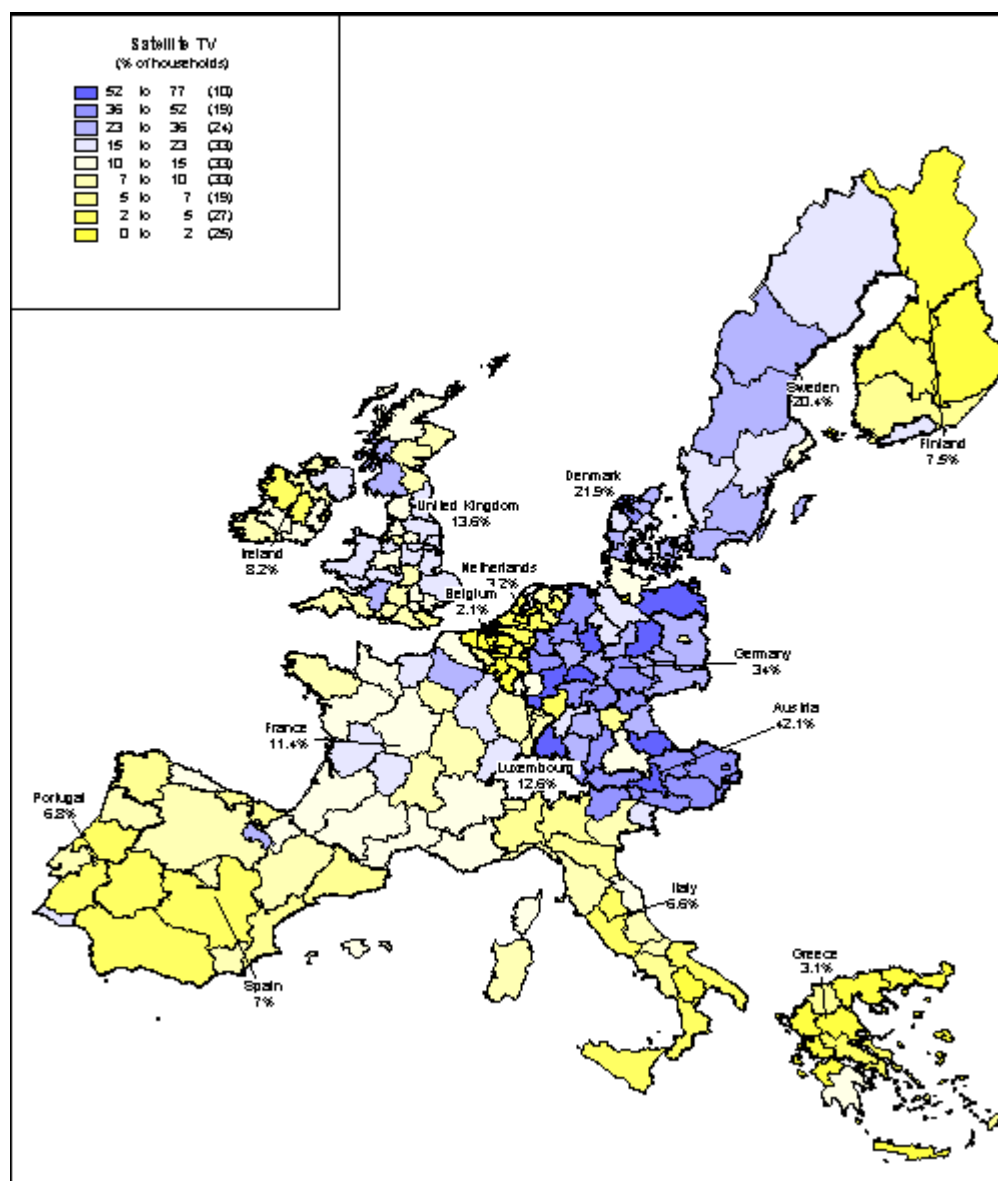 Satellite TV
(% of households)
52 to 77 (10)
36 to 52 (19)
23 to 36 (24)
15 to 23 (33)
10 to 15 (33)
7 to 10 (33)
5 to 7 (19)
2 to 5 (27)
0 to 2 (25)
Sweden
20.4%
Finland
7.5%
Denmark
21.9%
United Kingdom
13.6%
Ireland
8.2%
Netherlands
Belgium
2.1%
Germany
34%
Austria
42.1%
France
11.4%
Luxembourg
12.6%
Portugal
6.8%
Italy
6.6%
Greece
3.1%
Spain
7%